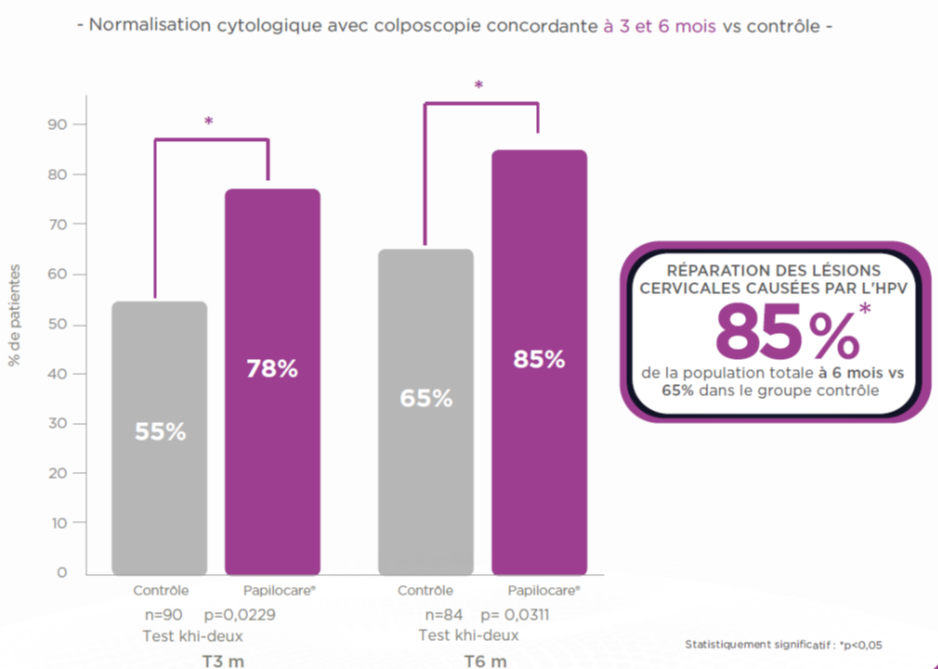 - Normalisation cytologique avec colposcopie concordante à 3 et 6 mois vs contrôle -
% de patientes
90
80
70
60
50
40
30
20
10
0
*
*
55%
78%
65%
85%
Contrôle
Papilocare®
Contrôle
Papilocare®
n=90 p=0,0229
Test khi-deux
T3 m
n=84 p= 0,0311
Test khi-deux
T6 m
RÉPARATION DES LÉSIONS
CERVICALES CAUSÉES PAR L'HPV
85%*
de la population totale à 6 mois vs
65% dans le groupe contrôle
Statistiquement significatif : *p<0,05